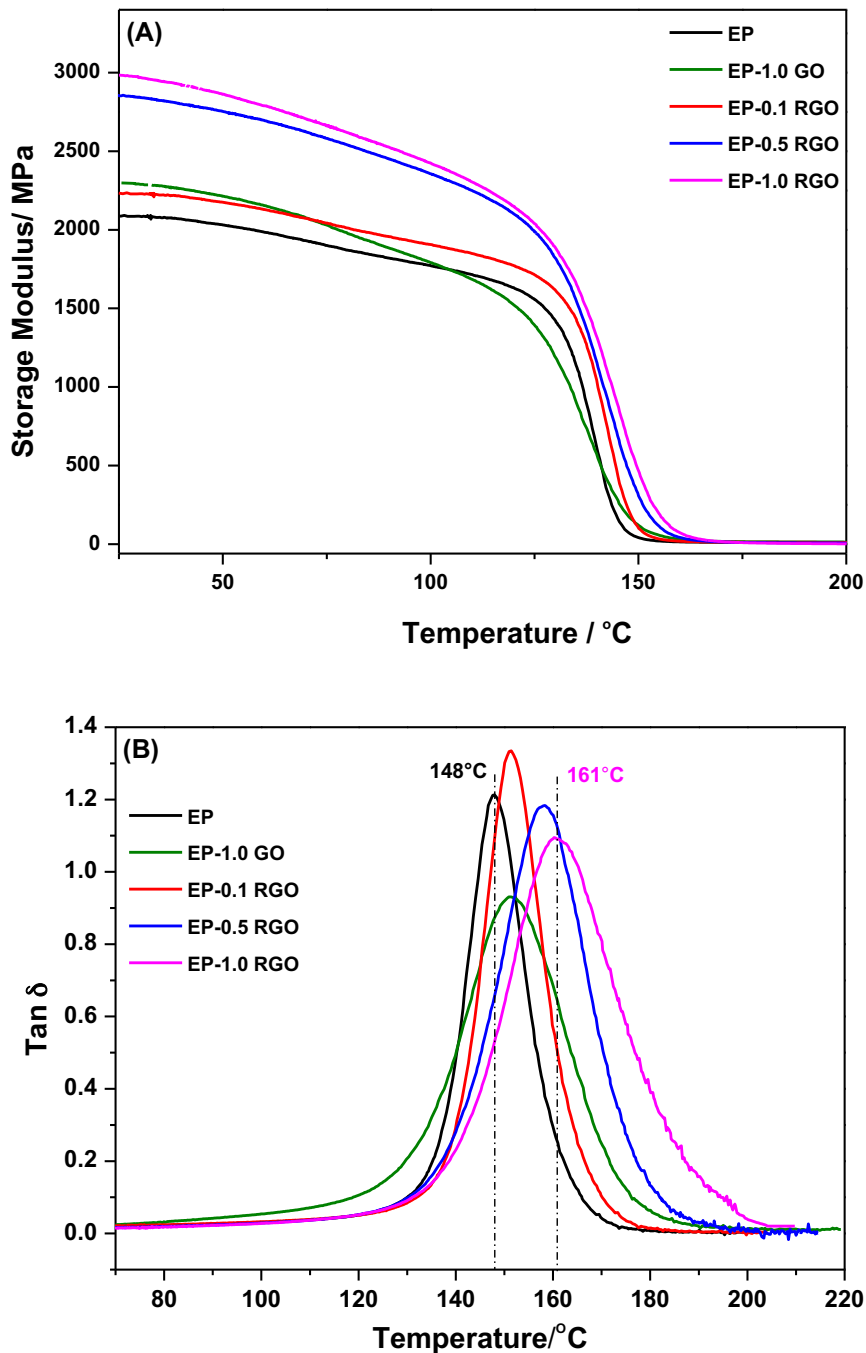 (A)
EP
EP-1.0 GO
EP-0.1 RGO
EP-0.5 RGO
EP-1.0 RGO
3000
2500
2000
1500
1000
500
0
Storage Modulus/ MPa
50
100
150
200
Temperature / °C
(B)
148°C
161°C
EP
EP-1.0 GO
EP-0.1 RGO
EP-0.5 RGO
EP-1.0 RGO
1.4
1.2
1.0
0.8
0.6
0.4
0.2
0.0
Tan δ
80
100
120
140
160
180
200
220
Temperature/°C